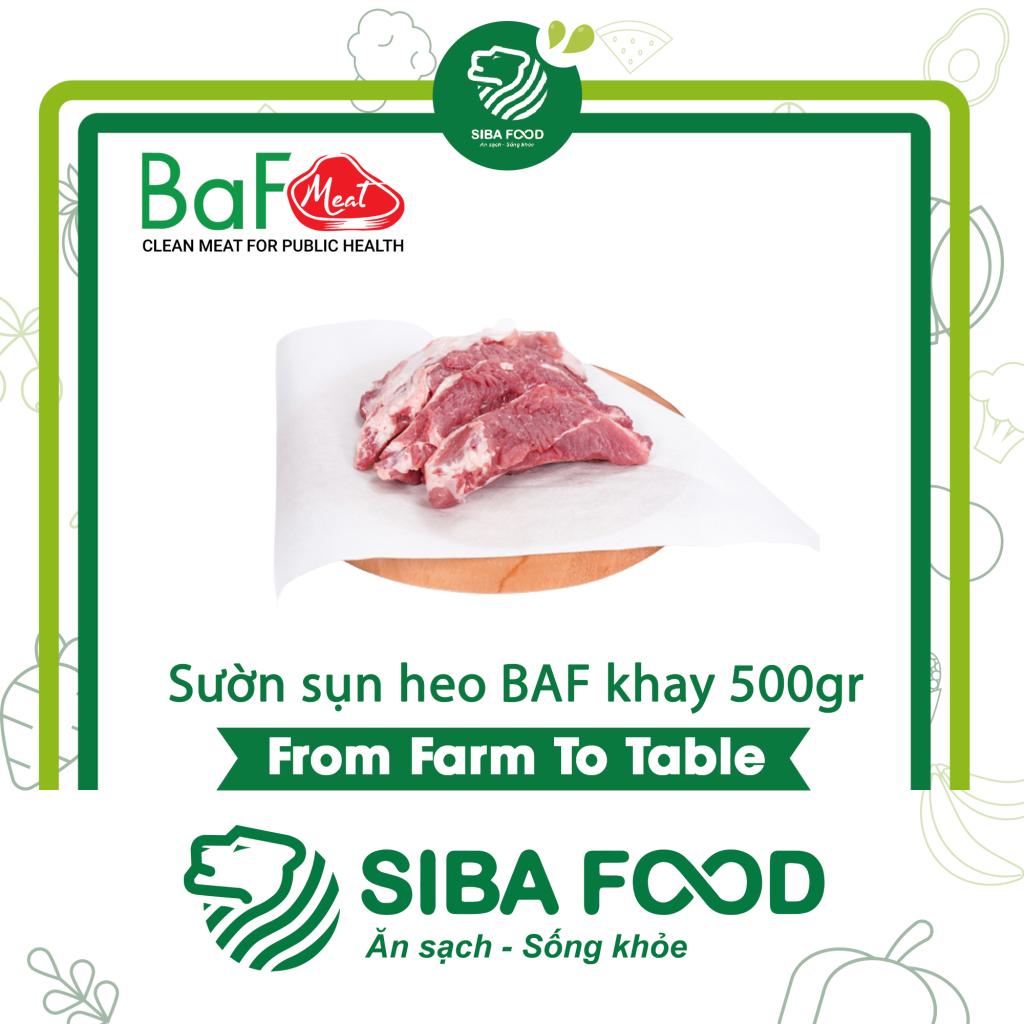 SIBA FOOD
Ăn sạch - Sống khỏe
BaF Meat
CLEAN MEAT FOR PUBLIC HEALTH
Sườn sụn heo BAF khay 500gr
From Farm To Table
SIBA FOOD
Ăn sạch - Sống khỏe